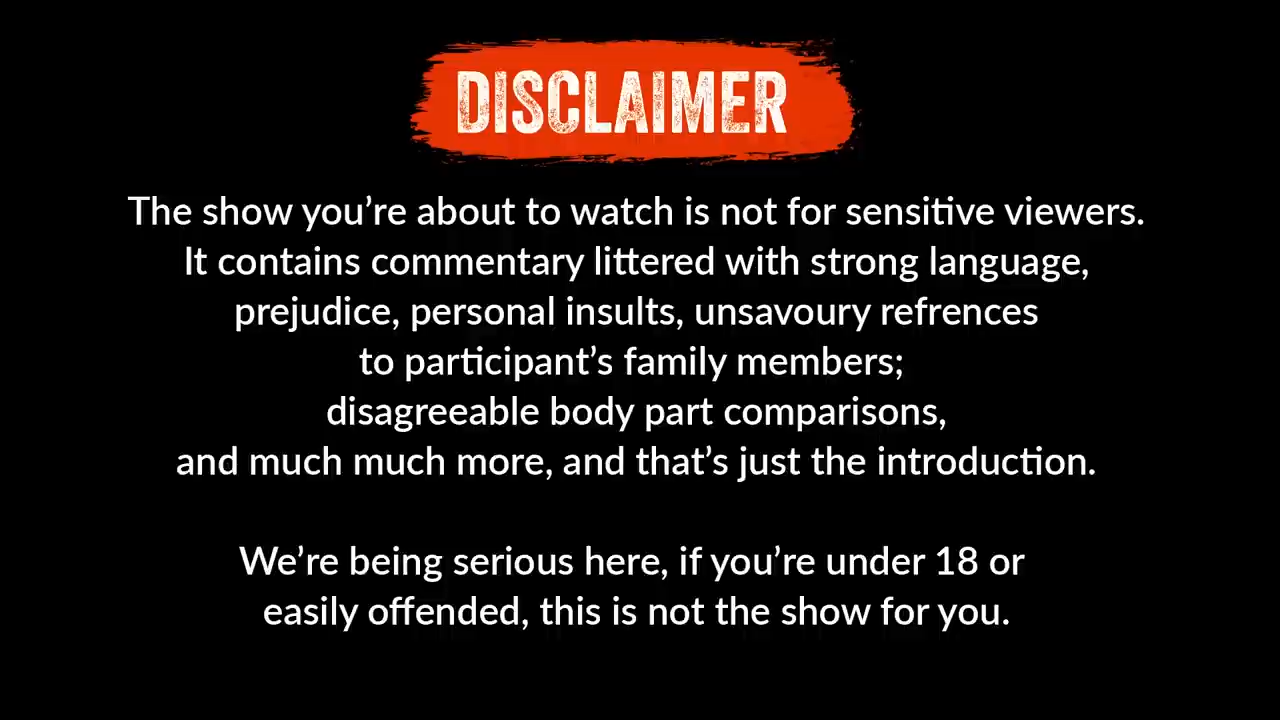 DISCLAIMER
The show you’re about to watch is not for sensitive viewers.
It contains commentary littered with strong language,
prejudice, personal insults, unsavoury refrences
to participant’s family members;
disagreeable body part comparisons,
and much much more, and that’s just the introduction.
We’re being serious here, if you’re under 18 or
easily offended, this is not the show for you.